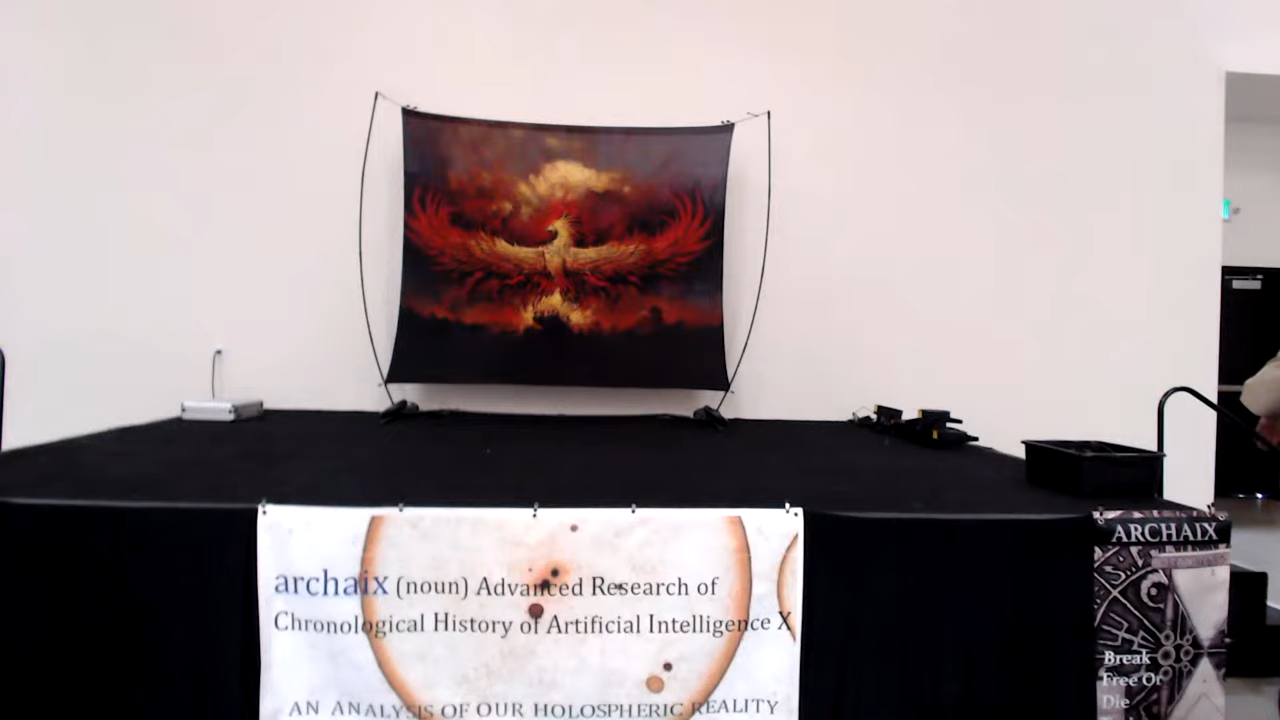 archaix (noun) Advanced Research of
Chronological History of Artificial Intelligence X
AN ANALYSIS OF OUR HOLOSPHERIC REALITY
ARCHAIX
Break
Free Or
Die